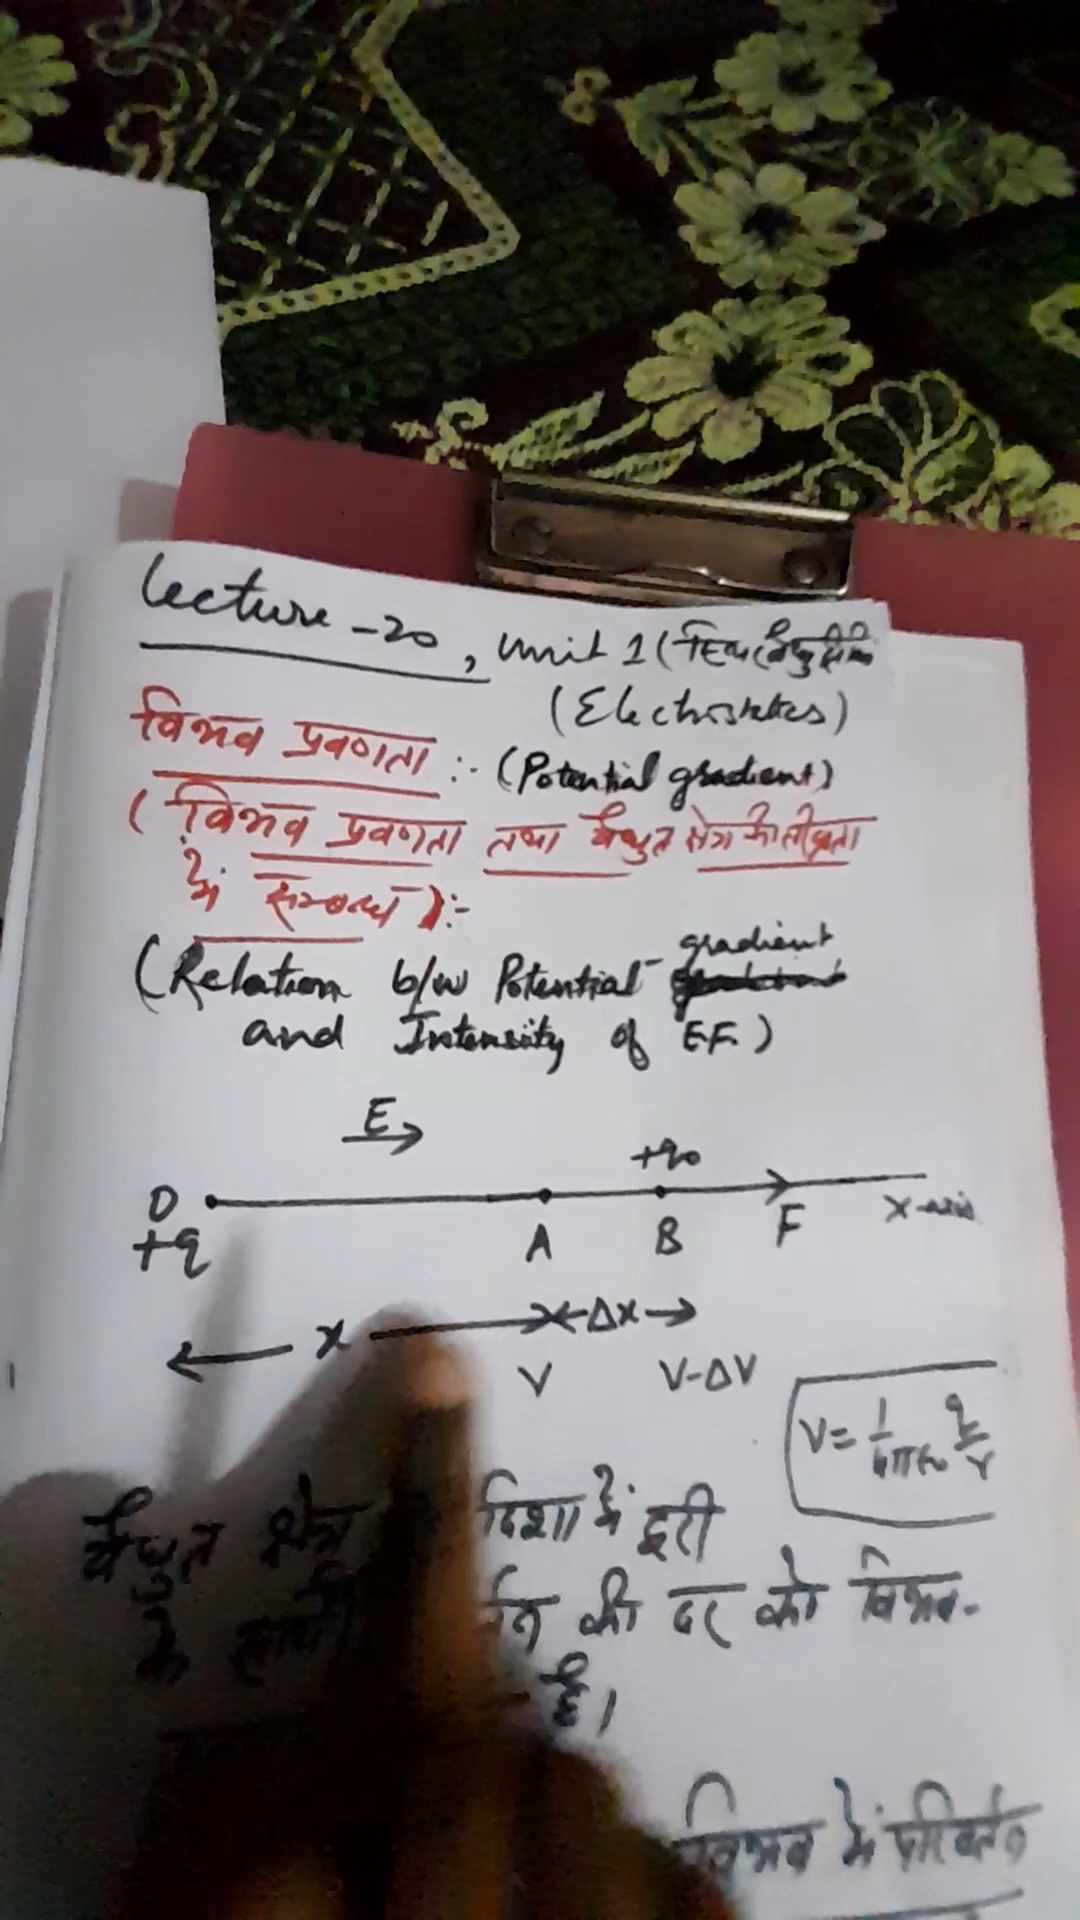 Lecture-20, Unit 1 (स्थिरवैद्युतिकी
(Electrostatics)
विभव प्रवणता :- (Potential gradient)
(विभव प्रवणता तथा वैद्युत क्षेत्र की तीव्रता
में सम्बन्ध) :-
(Relation b/w Potential- gradient
and Intensity of E.F.)
E
+q₀
O A B F X-axis
+q
x Δx
V V-ΔV
V= 1/4πε₀ q/r
वैद्युत क्षेत्र दिशा में दूरी
के की दर को विभव-
है।
विभव में परिवर्तन